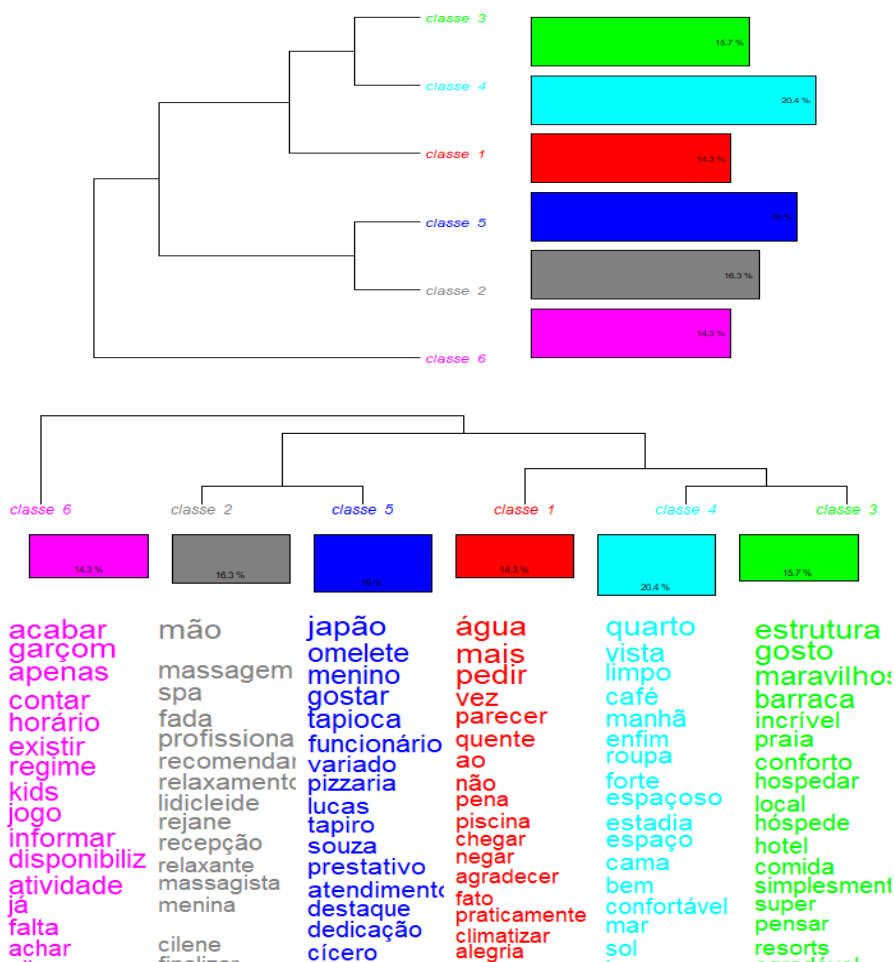 classe 3
15.7 %
classe 4
20.4 %
classe 1
14.3 %
classe 5
19 %
classe 2
16.3 %
classe 6
14.3 %
classe 6
classe 2
classe 5
classe 1
classe 4
classe 3
14.3 %
16.3 %
19 %
14.3 %
20.4 %
15.7 %
acabar
garçom
apenas
contar
horário
existir
regime
kids
jogo
informar
disponibiliz
atividade
já
falta
achar
mão
massagem
spa
fada
profissiona
recomendar
relaxamento
lidicleide
rejane
recepção
relaxante
massagista
menina
cilene
japão
omelete
menino
gostar
tapioca
funcionário
variado
pizzaria
lucas
tapiro
souza
prestativo
atendimento
destaque
dedicação
cícero
água
mais
pedir
vez
parecer
quente
ao
não
pena
piscina
chegar
negar
agradecer
fato
praticamente
climatizar
alegria
quarto
vista
limpo
café
manhã
enfim
roupa
forte
espaçoso
estadia
espaço
cama
bem
confortável
mar
sol
estrutura
gosto
maravilhos
barraca
incrível
praia
conforto
hospedar
local
hóspede
hotel
comida
simplesment
super
pensar
resorts